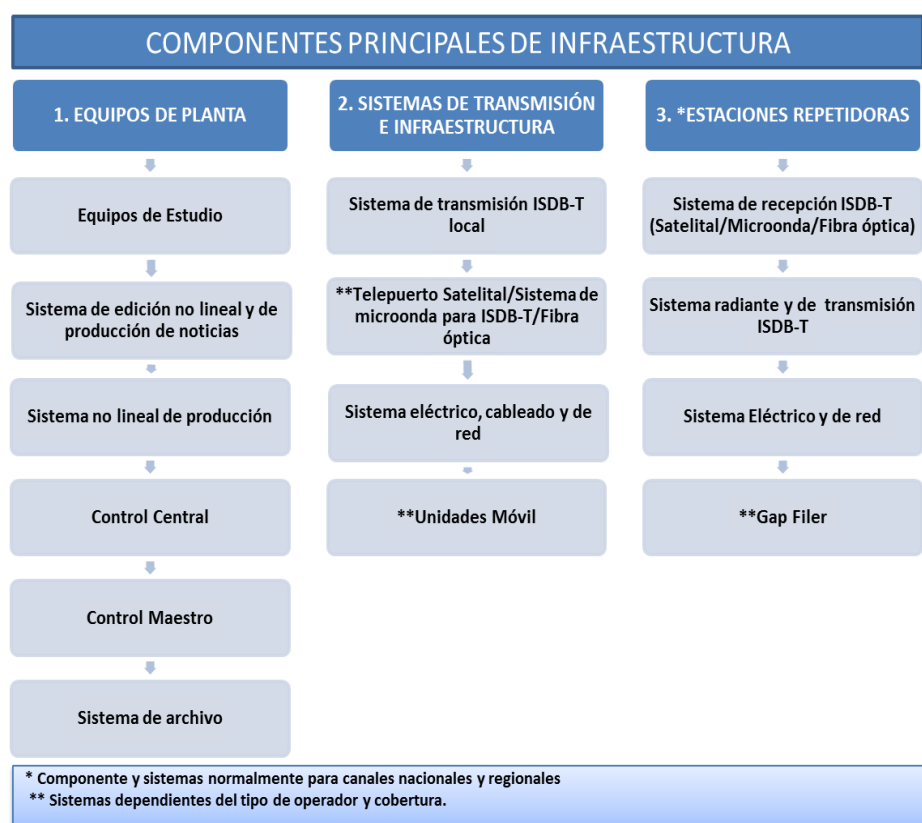 COMPONENTES PRINCIPALES DE INFRAESTRUCTURA
1. EQUIPOS DE PLANTA
Equipos de Estudio
Sistema de edición no lineal y de
producción de noticias
Sistema no lineal de producción
Control Central
Control Maestro
Sistema de archivo
2. SISTEMAS DE TRANSMISIÓN
E INFRAESTRUCTURA
Sistema de transmisión ISDB-T
local
**Telepuerto Satelital/Sistema de
microonda para ISDB-T/Fibra
óptica
Sistema eléctrico, cableado y de
red
**Unidades Móvil
3. *ESTACIONES REPETIDORAS
Sistema de recepción ISDB-T
(Satelital/Microonda/Fibra óptica)
Sistema radiante y de transmisión
ISDB-T
Sistema Eléctrico y de red
**Gap Filer
* Componente y sistemas normalmente para canales nacionales y regionales
** Sistemas dependientes del tipo de operador y cobertura.